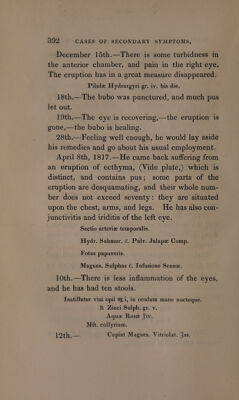 392 CASES OF SECONDARY SYMPTOMS,
December 15th.—There is some turbidness in
the anterior chamber, and pain in the right eye.
The eruption has in a great measure disappeared.
Pilulæ Hydrargyri gr. iv. bis die.
18th.—The bubo was punctured, and much pus
let out.
19th.—The eye is recovering,—the eruption is
gone,—the bubo is healing.
28th.—Feeling well enough, he would lay aside
his remedies and go about his usual employment.
April 8th, 1817.—He came back suffering from
an eruption of ecthyma, (Vide plate,) which is
distinct, and contains pus; some parts of the
eruption are desquamating, and their whole num-
ber does not exceed seventy: they are situated
upon the chest, arms, and legs. He has also con-
junctivitis and iriditis of the left eye.
Sectio arteriæ temporalis.
Hydr. Submur. c̄. Pulv. Jalapæ Comp.
Fotus papaveris.
Magnes. Sulphas c̄. Infusione Sennæ.
10th.—There is less inflammation of the eyes,
and he has had ten stools.
Instilletur vini opii ɱ i, in oculum mane nocteque.
℞ Zinci Sulph. gr. v.
Aquæ Rosæ ℥iv.
Mft. collyrium.
12th.— Capiat Magnes. Vitriolat. ℥ss.